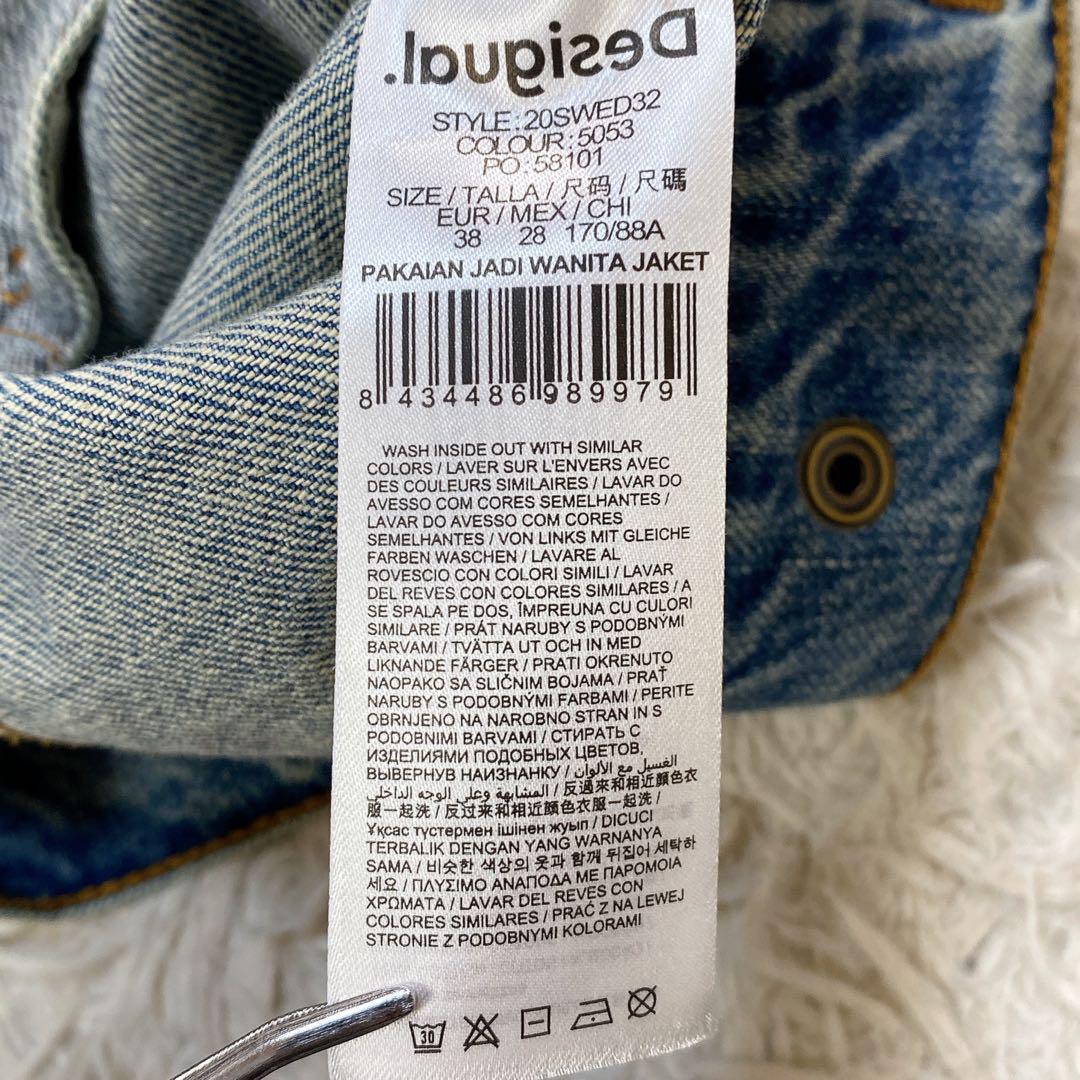 Desigual.
STYLE: 20SWED32
COLOUR: 5053
PO: 58101
SIZE / TALLA / 尺码 / 尺碼
EUR / MEX / CHI
38 28 170/88A
PAKAIAN JADI WANITA JAKET
8 434486 989979
WASH INSIDE OUT WITH SIMILAR
COLORS / LAVER SUR L'ENVERS AVEC
DES COULEURS SIMILAIRES / LAVAR DO
AVESSO COM CORES SEMELHANTES /
LAVAR DO AVESSO COM CORES
SEMELHANTES / VON LINKS MIT GLEICHE
FARBEN WASCHEN / LAVARE AL
ROVESCIO CON COLORI SIMILI / LAVAR
DEL REVES CON COLORES SIMILARES / A
SE SPALA PE DOS, ÎMPREUNA CU CULORI
SIMILARE / PRÁT NARUBY S PODOBNÝMI
BARVAMI / TVÄTTA UT OCH IN MED
LIKNANDE FÄRGER / PRATI OKRENUTO
NAOPAKO SA SLIČNIM BOJAMA / PRAŤ
NARUBY S PODOBNÝMI FARBAMI / PERITE
OBRNJENO NA NAROBNO STRAN IN S
PODOBNIMI BARVAMI / СТИРАТЬ С
ИЗДЕЛИЯМИ ПОДОБНЫХ ЦВЕТОВ,
ВЫВЕРНУВ НАИЗНАНКУ / الغسيل مع الألوان
المشابهة وعلى الوجه الداخلي / 反過來和相近顏色衣
服一起洗 / 反过来和相近颜色衣服一起洗 /
Ұқсас түстермен ішінен жуып / DICUCI
TERBALIK DENGAN YANG WARNANYA
SAMA / 비슷한 색상의 옷과 함께 뒤집어 세탁하
세요 / ΠΛΥΣΙΜΟ ΑΝΑΠΟΔΑ ΜΕ ΠΑΡΟΜΟΙΑ
ΧΡΩΜΑΤΑ / LAVAR DEL REVES CON
COLORES SIMILARES / PRAĆ Z NA LEWEJ
STRONIE Z PODOBNYMI KOLORAMI
30